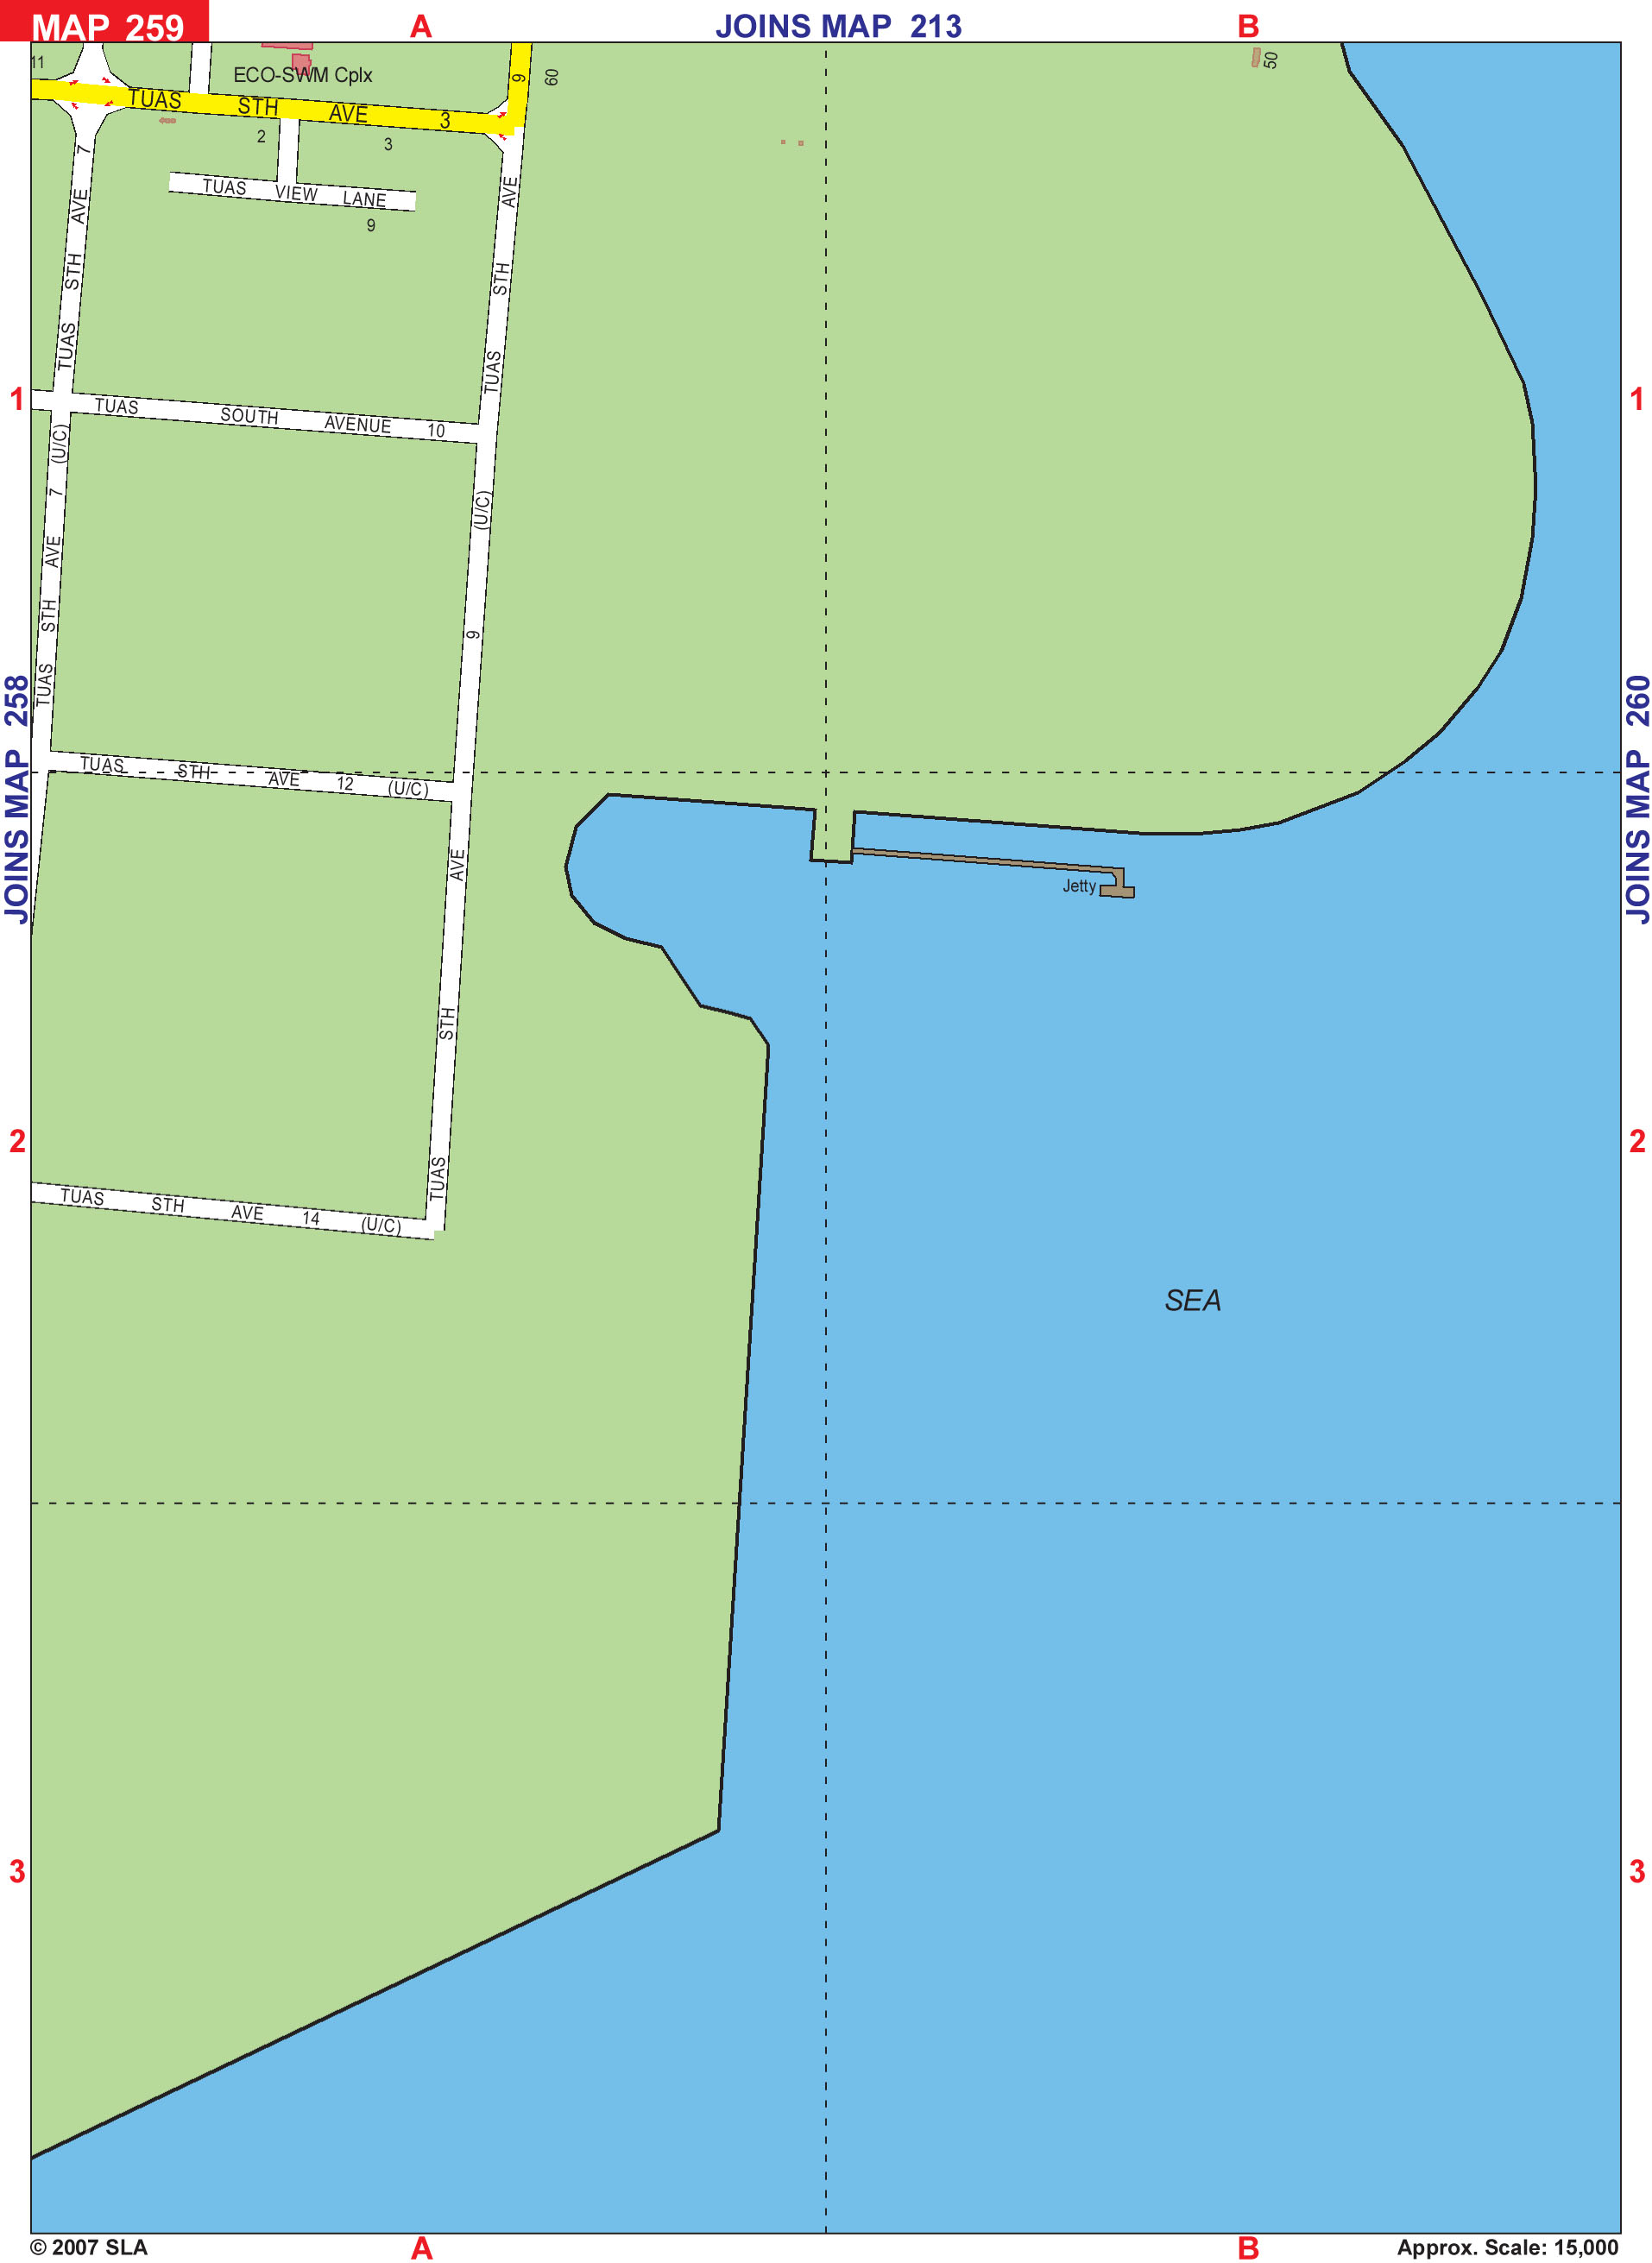 MAP 259
A
JOINS MAP 213
B
11
ECO-SWM Cplx
9
60
50
TUAS STH AVE 3
2
3
TUAS VIEW LANE
9
TUAS STH AVE 7
TUAS STH AVE
1
1
TUAS SOUTH AVENUE 10
TUAS STH AVE 7 (U/C)
TUAS STH AVE 9 (U/C)
JOINS MAP 258
JOINS MAP 260
TUAS STH AVE 12 (U/C)
Jetty
2
2
TUAS STH AVE 14 (U/C)
SEA
3
3
© 2007 SLA
A
B
Approx. Scale: 15,000